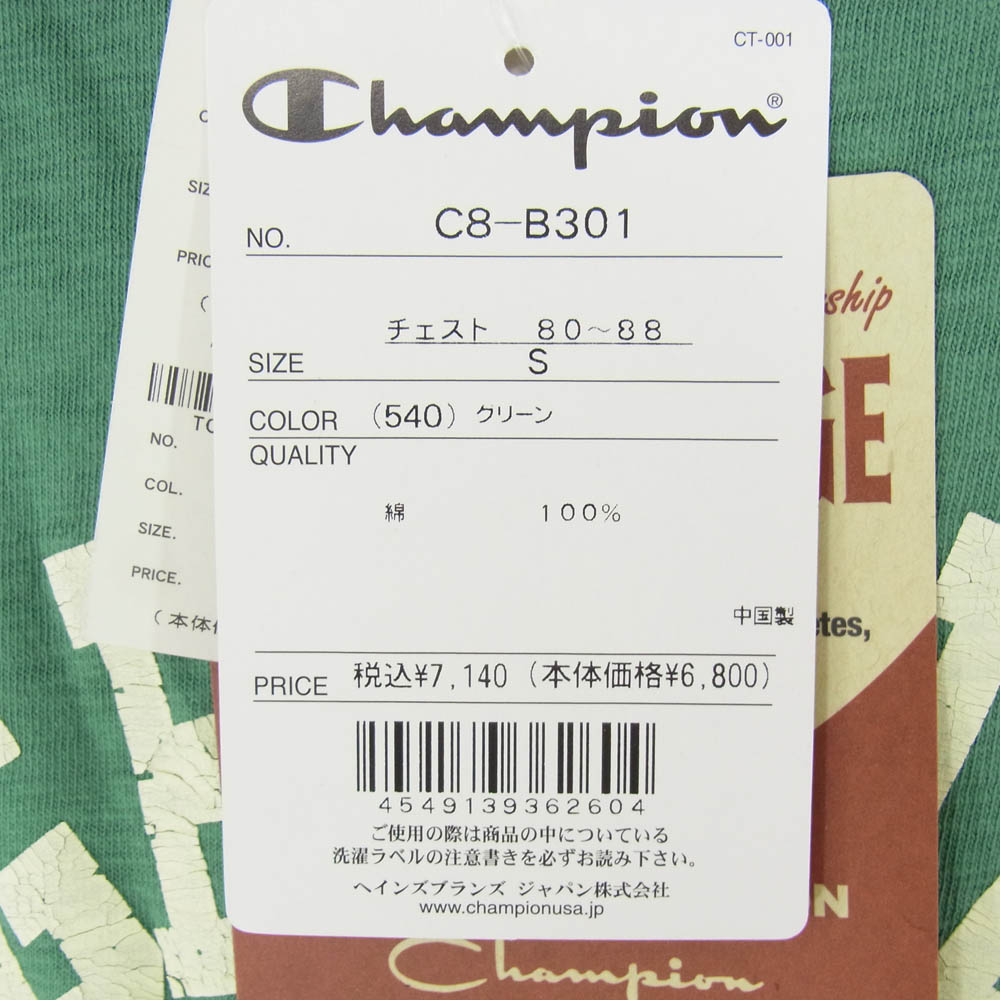 CT-001
Champion®
NO. C8-B301
チェスト 80~88
SIZE S
COLOR (540) グリーン
QUALITY
綿 100%
中国製
PRICE 税込¥7,140 (本体価格¥6,800)
4549139362604
ご使用の際は商品の中についている
洗濯ラベルの注意書きを必ずお読み下さい。
ヘインズブランズ ジャパン株式会社
www.championusa.jp
NO.
COL.
SIZE.
PRICE.
(本体
ship
GE
etes,
N
Champion